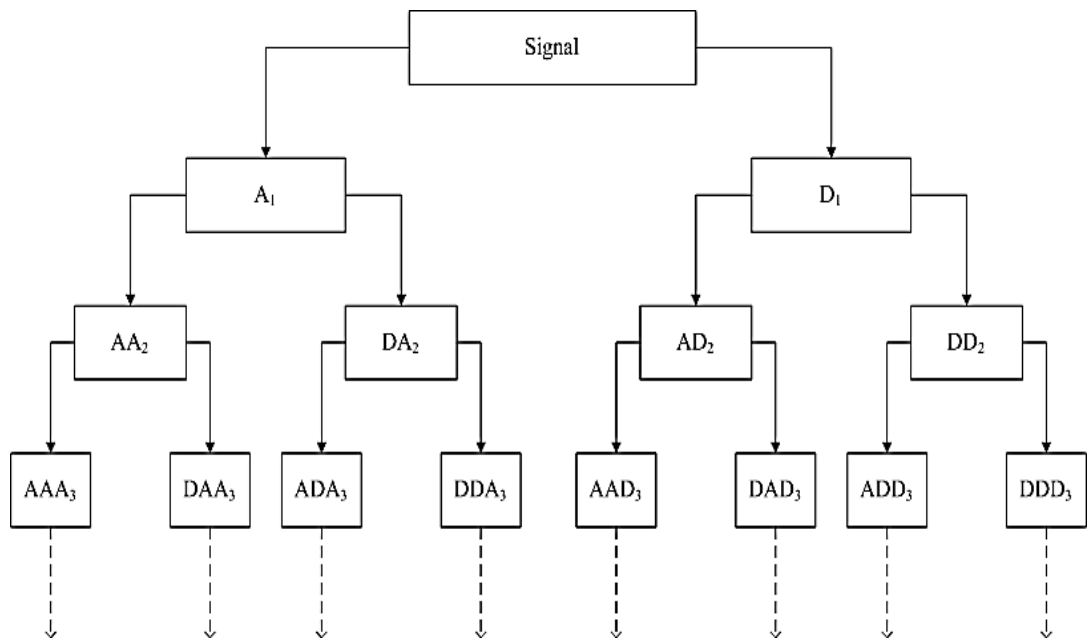 Signal
A₁
D₁
AA₂
DA₂
AD₂
DD₂
AAA₃
DAA₃
ADA₃
DDA₃
AAD₃
DAD₃
ADD₃
DDD₃